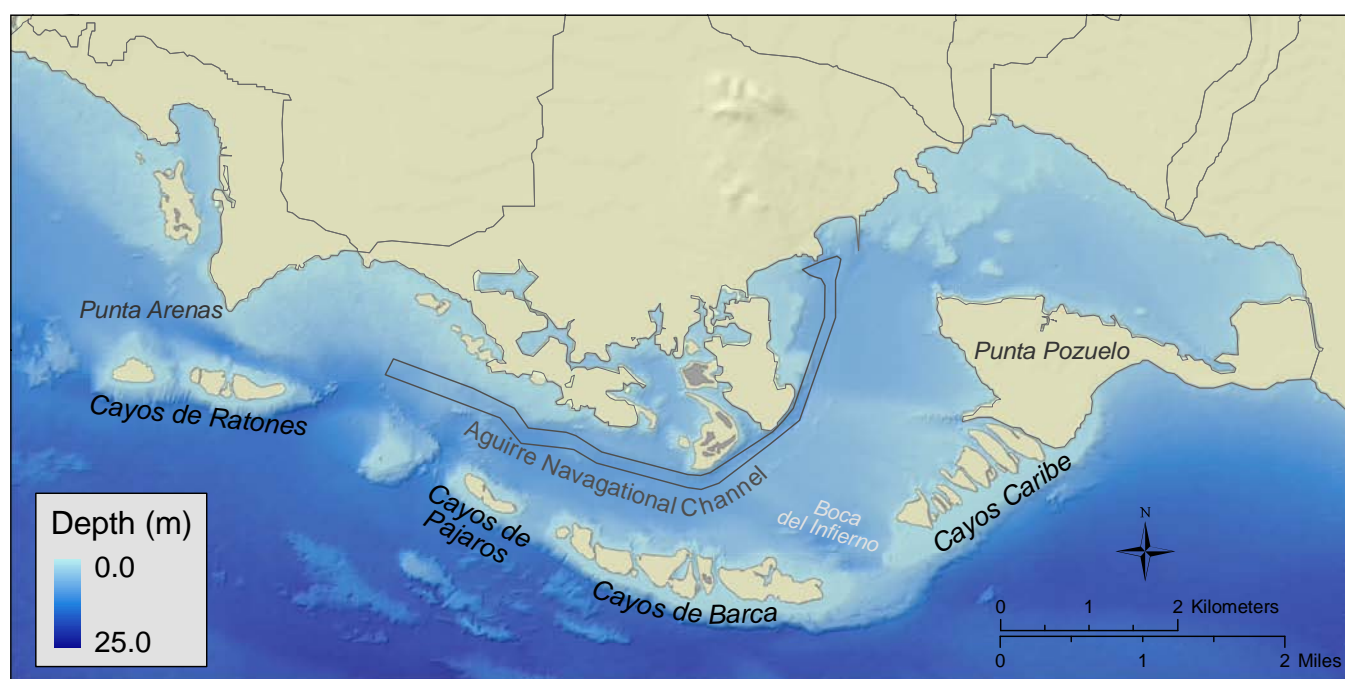 Punta Arenas
Cayos de Ratones
Aguirre Navagational Channel
Punta Pozuelo
Cayos de
Pájaros
Boca
del Infierno
Cayos Caribe
Cayos de Barca
Depth (m)
0.0
25.0
N
0 1 2 Kilometers
0 1 2 Miles